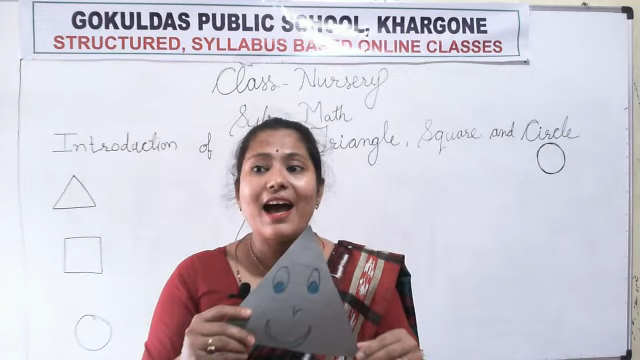 GOKULDAS PUBLIC SCHOOL, KHARGONE
STRUCTURED, SYLLABUS BASED ONLINE CLASSES
Class - Nursery
Math
Introduction of Triangle, Square and Circle